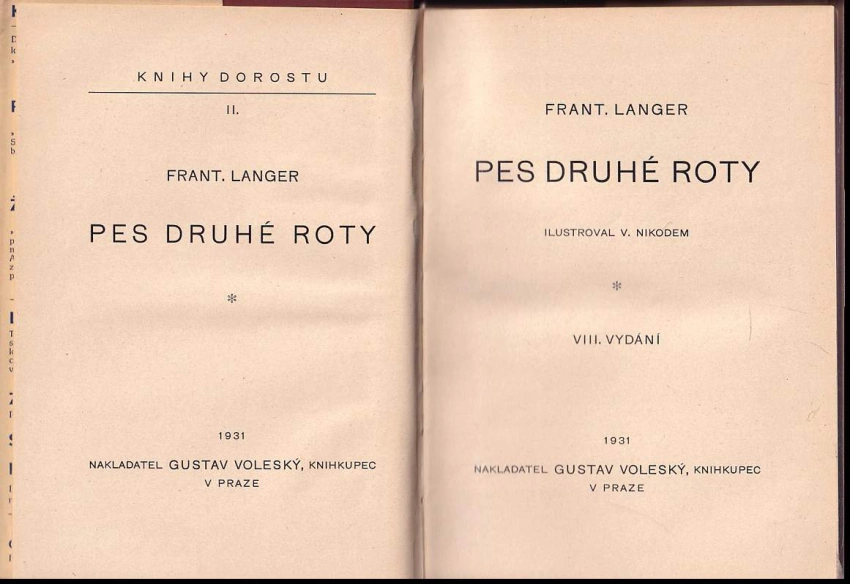 KNIHY DOROSTU
II.
FRANT. LANGER
PES DRUHÉ ROTY
*
1931
NAKLADATEL GUSTAV VOLESKÝ, KNIHKUPEC
V PRAZE
FRANT. LANGER
PES DRUHÉ ROTY
ILUSTROVAL V. NIKODEM
*
VIII. VYDÁNÍ
1931
NAKLADATEL GUSTAV VOLESKÝ, KNIHKUPEC
V PRAZE